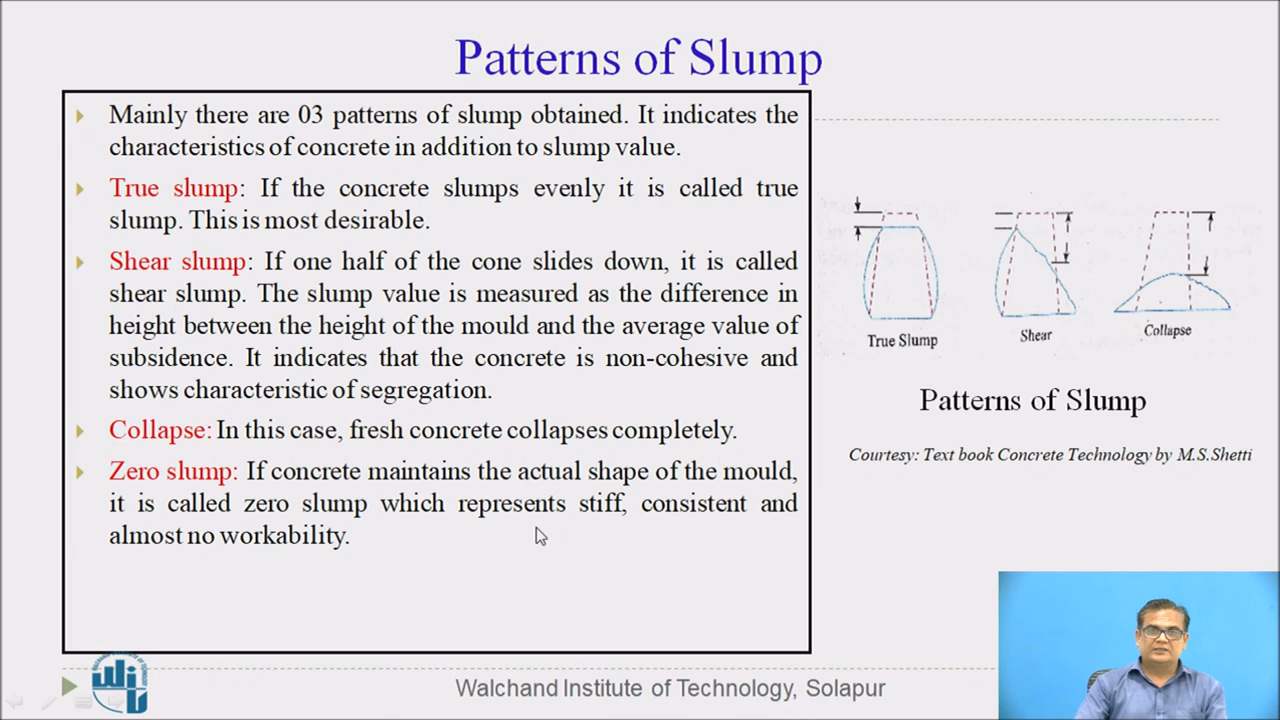 Patterns of Slump
Mainly there are 03 patterns of slump obtained. It indicates the
characteristics of concrete in addition to slump value.
True slump: If the concrete slumps evenly it is called true
slump. This is most desirable.
Shear slump: If one half of the cone slides down, it is called
shear slump. The slump value is measured as the difference in
height between the height of the mould and the average value of
subsidence. It indicates that the concrete is non-cohesive and
shows characteristic of segregation.
Collapse: In this case, fresh concrete collapses completely.
Zero slump: If concrete maintains the actual shape of the mould,
it is called zero slump which represents stiff, consistent and
almost no workability.
True Slump
Shear
Collapse
Patterns of Slump
Courtesy: Text book Concrete Technology by M.S.Shetti
Walchand Institute of Technology, Solapur